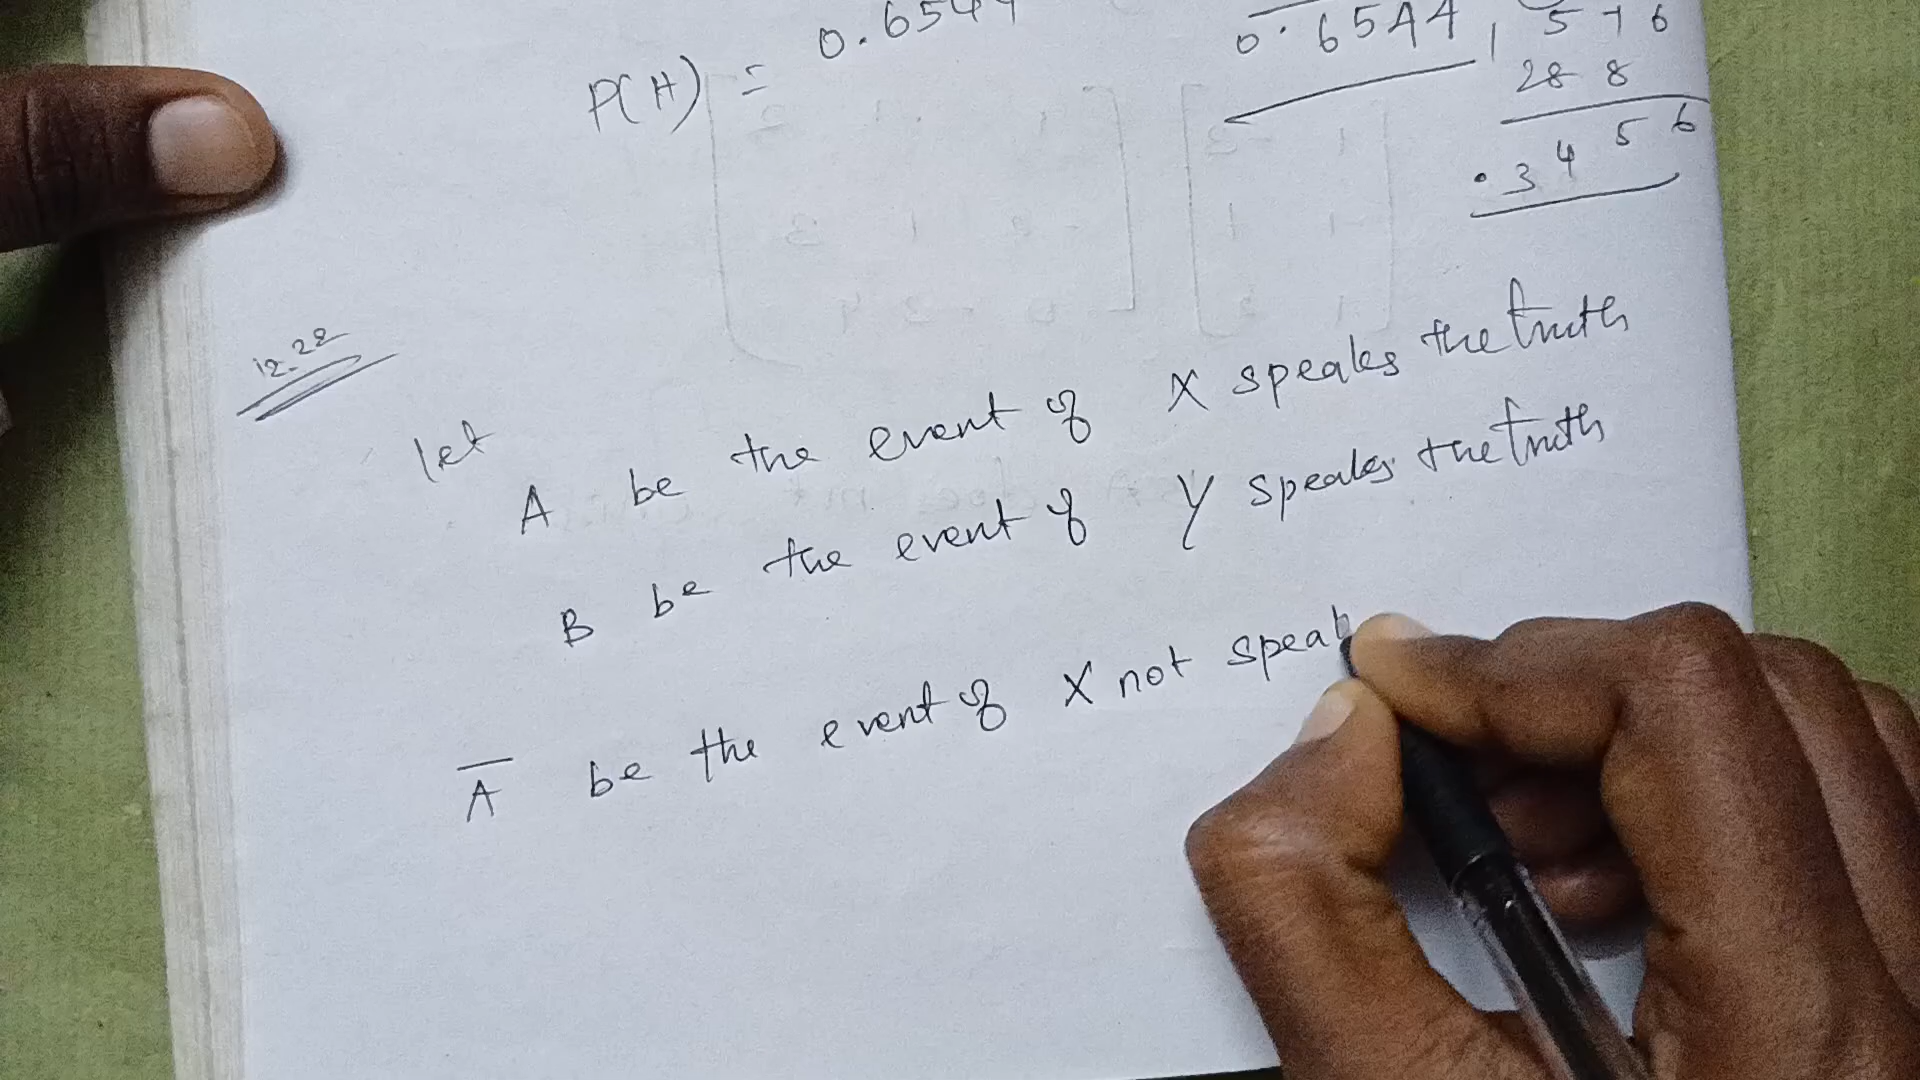 P(H) = 0.6544
0.6544
576
288
.3456
12.22
let
A be the event of X speaks the truth
B be the event of Y speaks the truth
A̅ be the event of X not speak